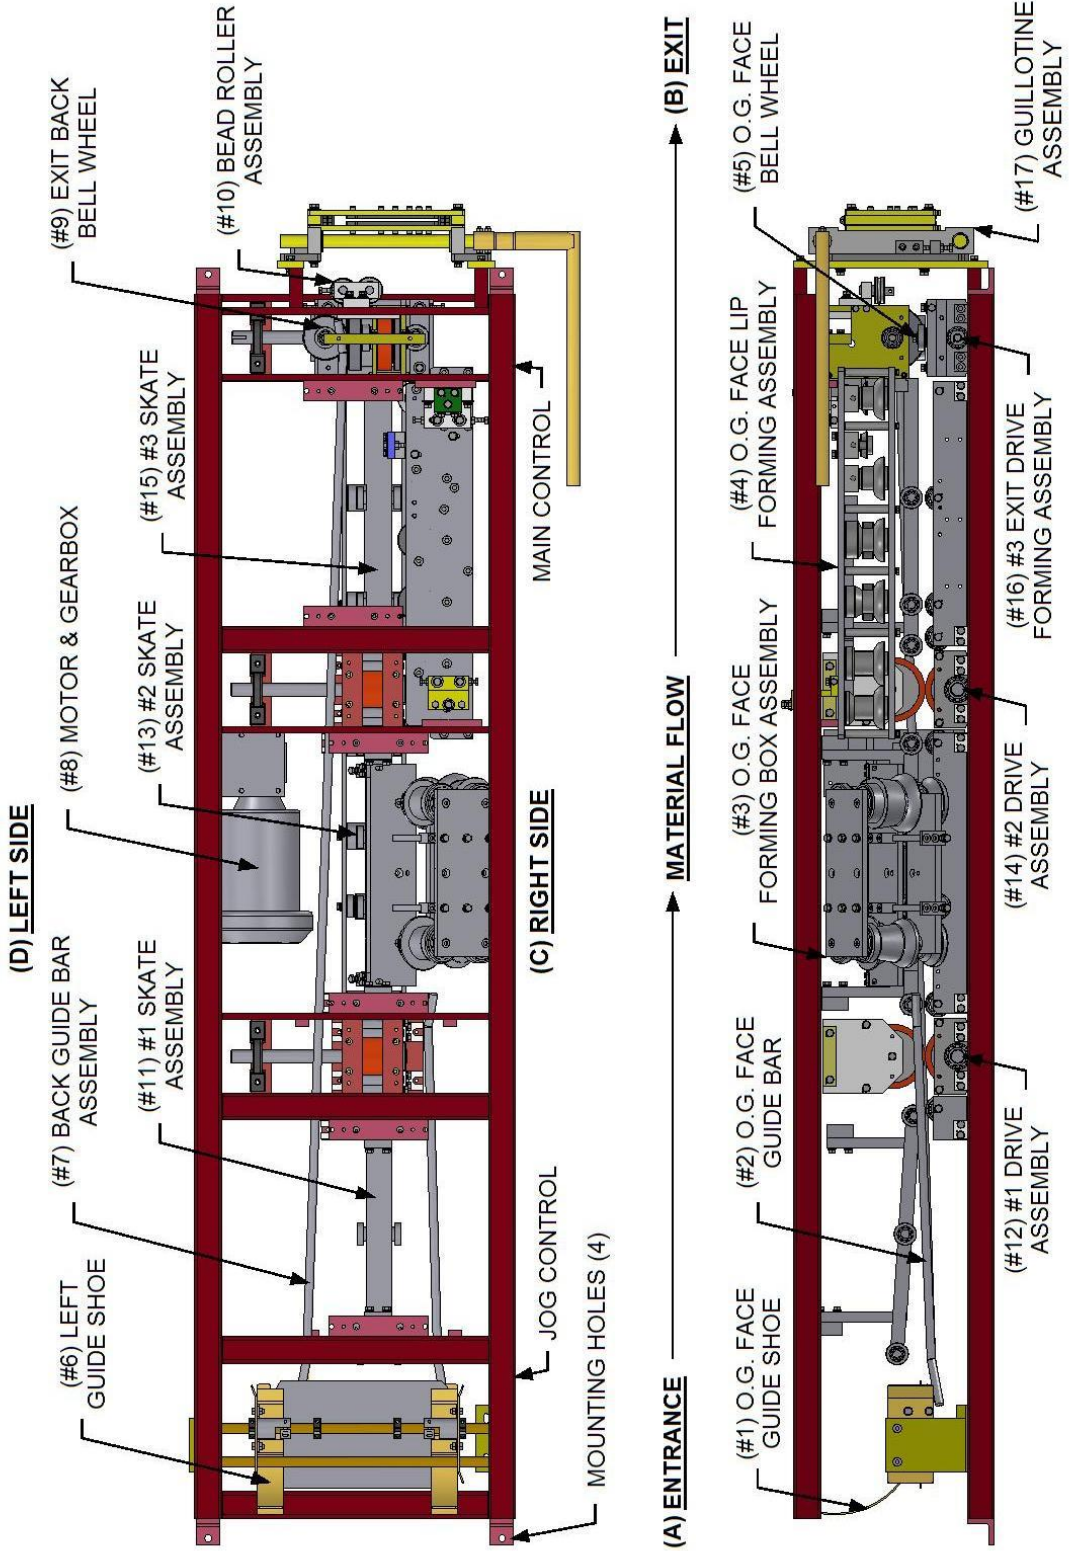 (D) LEFT SIDE
(#6) LEFT
GUIDE SHOE
(#7) BACK GUIDE BAR
ASSEMBLY
(#11) #1 SKATE
ASSEMBLY
(#8) MOTOR & GEARBOX
(#13) #2 SKATE
ASSEMBLY
(#15) #3 SKATE
ASSEMBLY
(#9) EXIT BACK
BELL WHEEL
(#10) BEAD ROLLER
ASSEMBLY
MOUNTING HOLES (4)
JOG CONTROL
(C) RIGHT SIDE
MAIN CONTROL
(A) ENTRANCE
MATERIAL FLOW
(B) EXIT
(#1) O.G. FACE
GUIDE SHOE
(#2) O.G. FACE
GUIDE BAR
(#3) O.G. FACE
FORMING BOX ASSEMBLY
(#4) O.G. FACE LIP
FORMING ASSEMBLY
(#5) O.G. FACE
BELL WHEEL
(#12) #1 DRIVE
ASSEMBLY
(#14) #2 DRIVE
ASSEMBLY
(#16) #3 EXIT DRIVE
FORMING ASSEMBLY
(#17) GUILLOTINE
ASSEMBLY